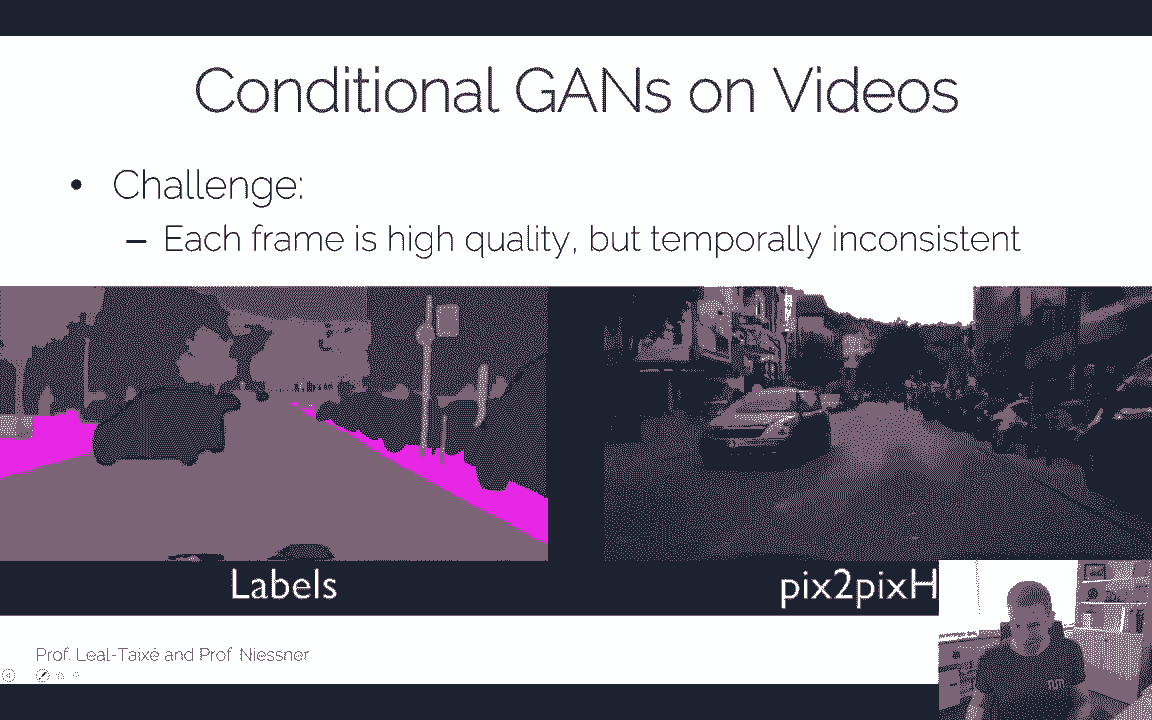 Conditional GANs on Videos
• Challenge:
– Each frame is high quality, but temporally inconsistent
Labels
pix2pixH
Prof. Leal-Taixé and Prof. Niessner